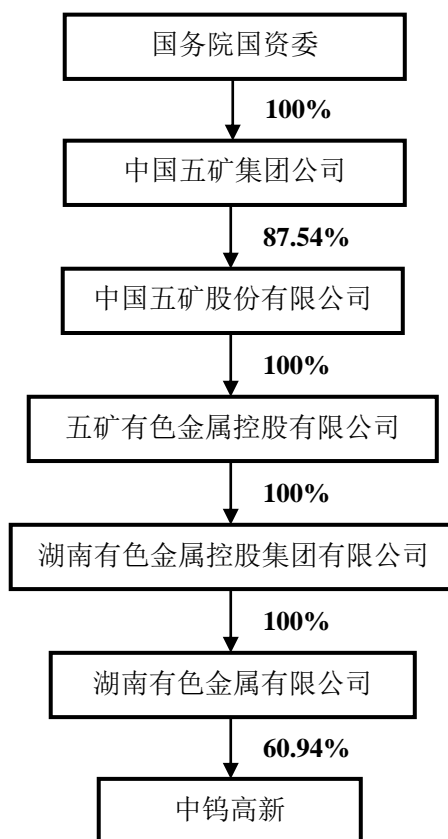 国务院国资委
100%
中国五矿集团公司
87.54%
中国五矿股份有限公司
100%
五矿有色金属控股有限公司
100%
湖南有色金属控股集团有限公司
100%
湖南有色金属有限公司
60.94%
中钨高新